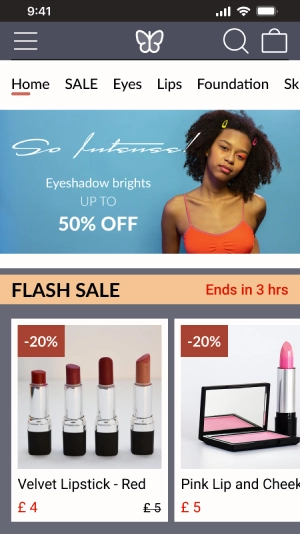 9:41
Home SALE Eyes Lips Foundation Sk
So Intense!
Eyeshadow brights
UP TO
50% OFF
FLASH SALE
Ends in 3 hrs
-20%
-20%
Velvet Lipstick - Red
£ 4
£ 5
Pink Lip and Cheek
£ 5